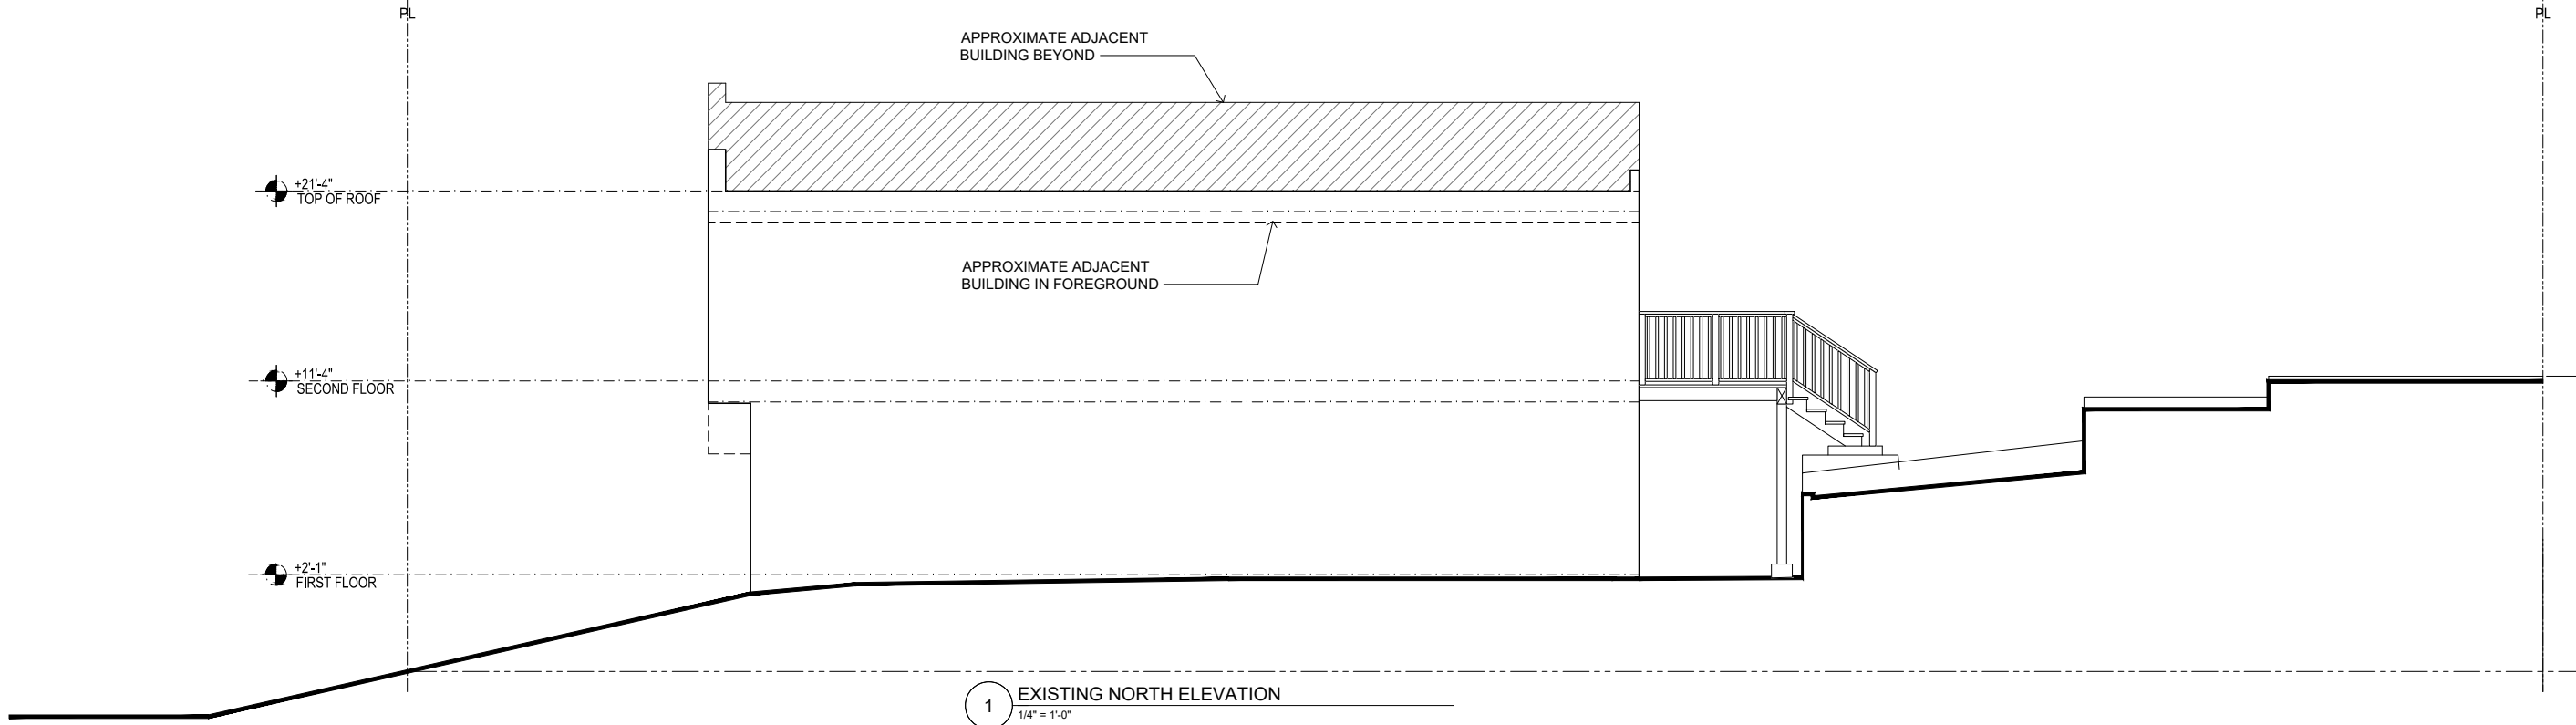 PL
PL
APPROXIMATE ADJACENT
BUILDING BEYOND
+21'-4"
TOP OF ROOF
APPROXIMATE ADJACENT
BUILDING IN FOREGROUND
+11'-4"
SECOND FLOOR
+2'-1"
FIRST FLOOR
1
EXISTING NORTH ELEVATION
1/4" = 1'-0"